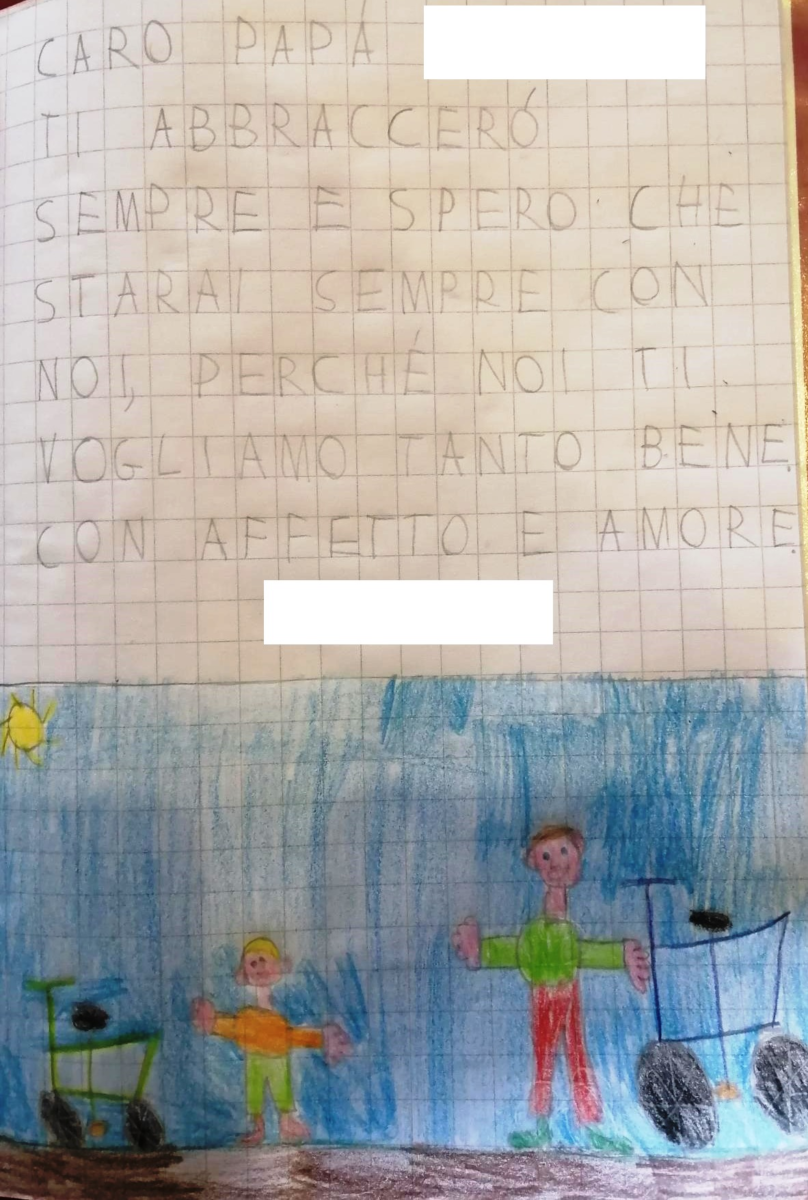 CARO PAPÁ
TI ABBRACCERÓ
SEMPRE E SPERO CHE
STARAI SEMPRE CON
NOI, PERCHÉ NOI TI
VOGLIAMO TANTO BENE.
CON AFFETTO E AMORE.